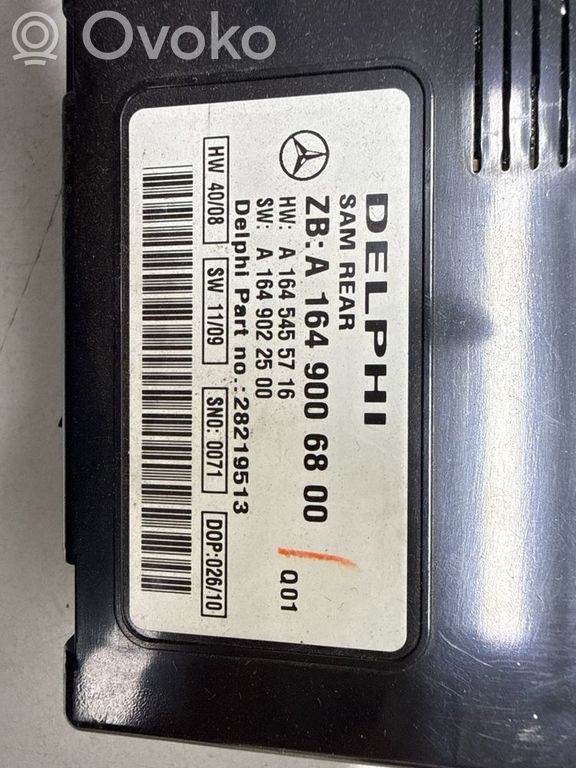 Ovoko
DELPHI
SAM REAR
ZB: A 164 900 68 00
HW: A 164 545 57 16
SW: A 164 902 25 00
Q01
Delphi Part no.:28219513
HW 40/08 SW 11/09 SNO: 0071 DOP:026/10